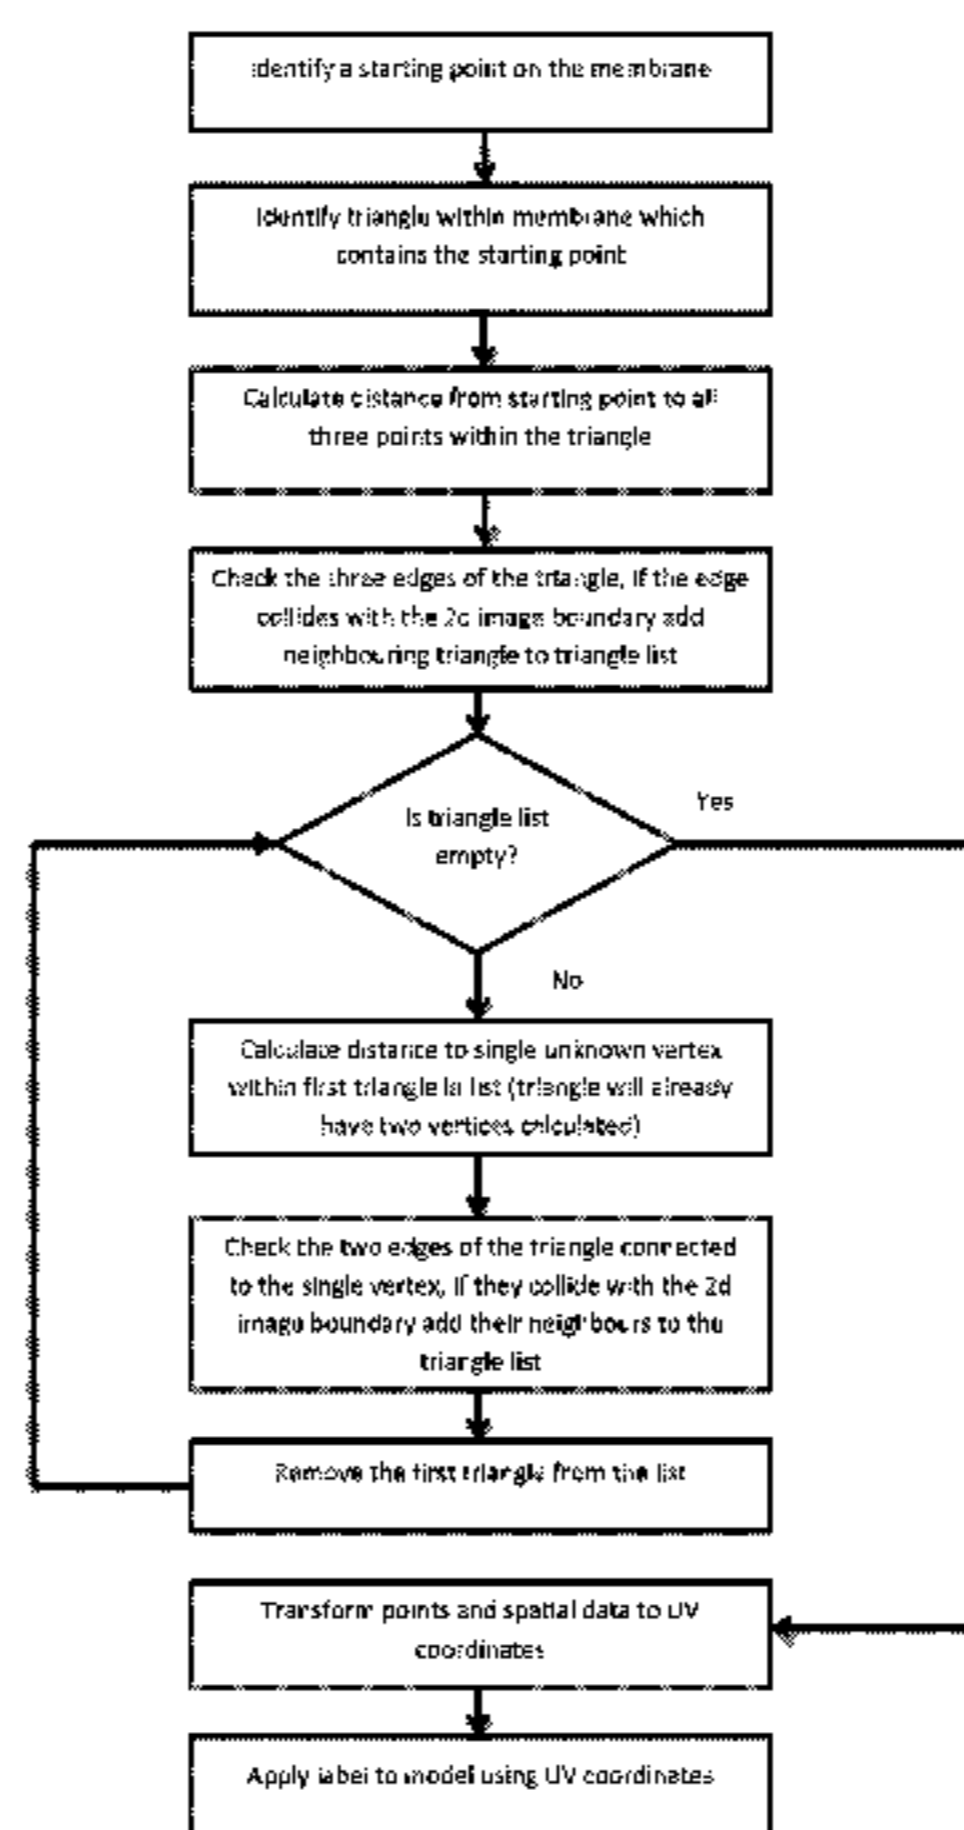 Identify a starting point on the membrane
Identify triangle within membrane which
contains the starting point
Calculate distance from starting point to all
three points within the triangle
Check the three edges of the triangle, if the edge
collides with the 2d image boundary add
neighbouring triangle to triangle list
Is triangle list
empty?
Yes
No
Calculate distance to single unknown vertex
within first triangle in list (triangle will already
have two vertices calculated)
Check the two edges of the triangle connected
to the single vertex, if they collide with the 2d
image boundary add their neighbours to the
triangle list
Remove the first triangle from the list
Transform points and spatial data to UV
coordinates
Apply label to model using UV coordinates